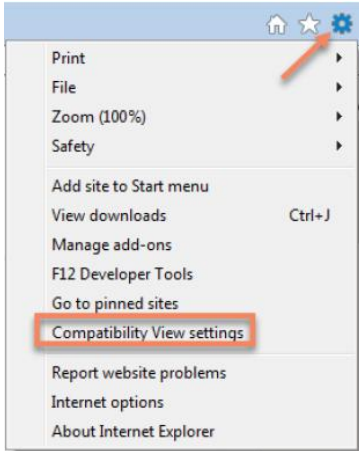 Print
File
Zoom (100%)
Safety
Add site to Start menu
View downloads Ctrl+J
Manage add-ons
F12 Developer Tools
Go to pinned sites
Compatibility View settings
Report website problems
Internet options
About Internet Explorer